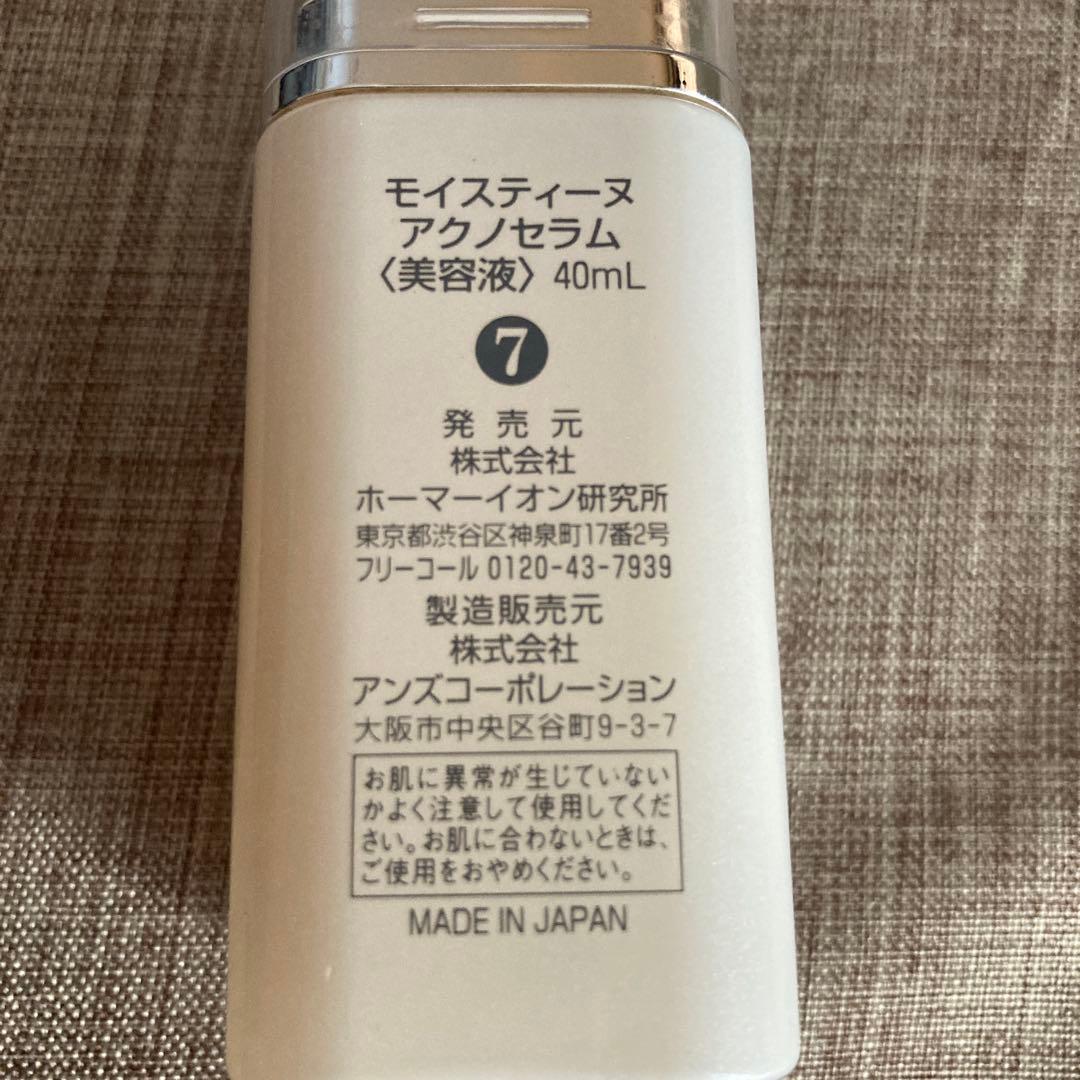 モイスティーヌ
アクノセラム
〈美容液〉 40mL
7
発売元
株式会社
ホーマーイオン研究所
東京都渋谷区神泉町17番2号
フリーコール 0120-43-7939
製造販売元
株式会社
アンズコーポレーション
大阪市中央区谷町9-3-7
お肌に異常が生じていない
かよく注意して使用してくだ
さい。お肌に合わないときは、
ご使用をおやめください。
MADE IN JAPAN